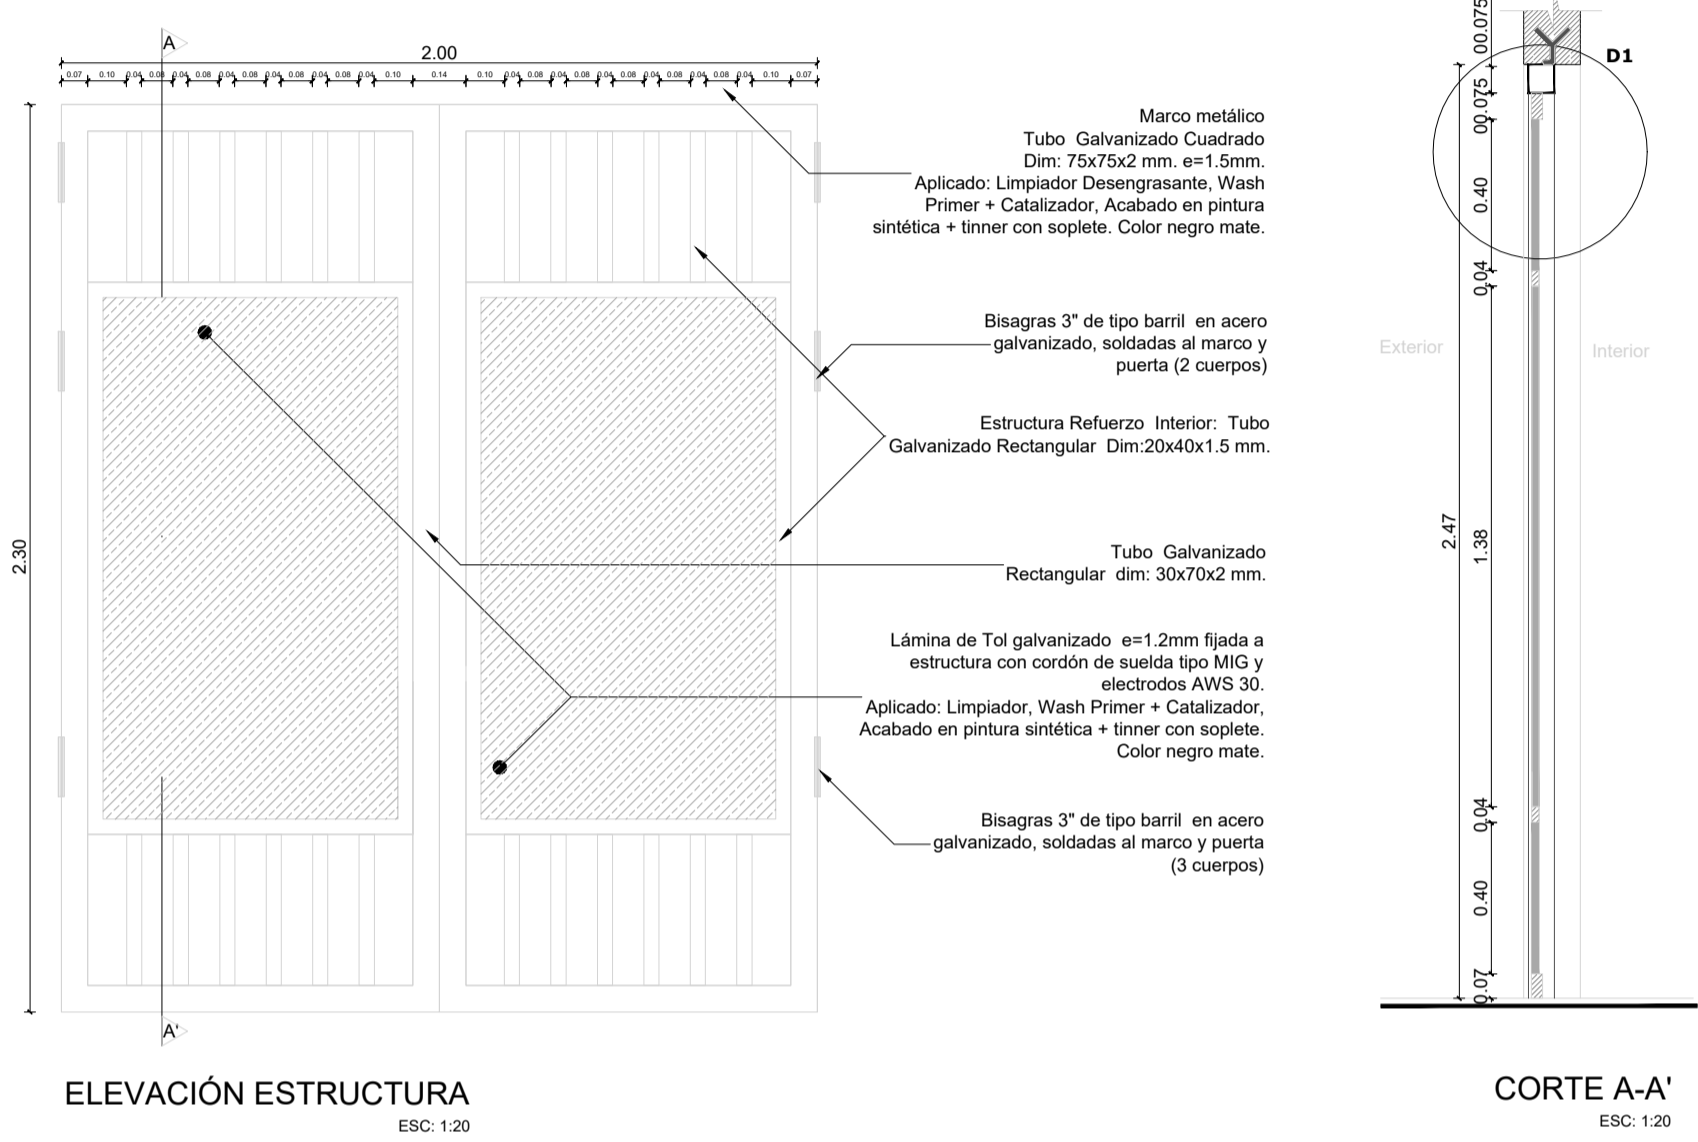 A
2.00
0.07 0.10 0.04 0.08 0.04 0.08 0.04 0.08 0.04 0.08 0.04 0.08 0.04 0.10 0.14 0.10 0.04 0.08 0.04 0.08 0.04 0.08 0.04 0.08 0.04 0.08 0.04 0.10 0.07
2.30
Marco metálico
Tubo Galvanizado Cuadrado
Dim: 75x75x2 mm. e=1.5mm.
Aplicado: Limpiador Desengrasante, Wash
Primer + Catalizador, Acabado en pintura
sintética + tinner con soplete. Color negro mate.
Bisagras 3" de tipo barril en acero
galvanizado, soldadas al marco y
puerta (2 cuerpos)
Estructura Refuerzo Interior: Tubo
Galvanizado Rectangular Dim:20x40x1.5 mm.
Tubo Galvanizado
Rectangular dim: 30x70x2 mm.
Lámina de Tol galvanizado e=1.2mm fijada a
estructura con cordón de suelda tipo MIG y
electrodos AWS 30.
Aplicado: Limpiador, Wash Primer + Catalizador,
Acabado en pintura sintética + tinner con soplete.
Color negro mate.
Bisagras 3" de tipo barril en acero
galvanizado, soldadas al marco y puerta
(3 cuerpos)
A'
ELEVACIÓN ESTRUCTURA
ESC: 1:20
D1
0.075
0.075
0.40
0.04
Exterior
Interior
2.47
1.38
0.04
0.40
0.07
0
CORTE A-A'
ESC: 1:20